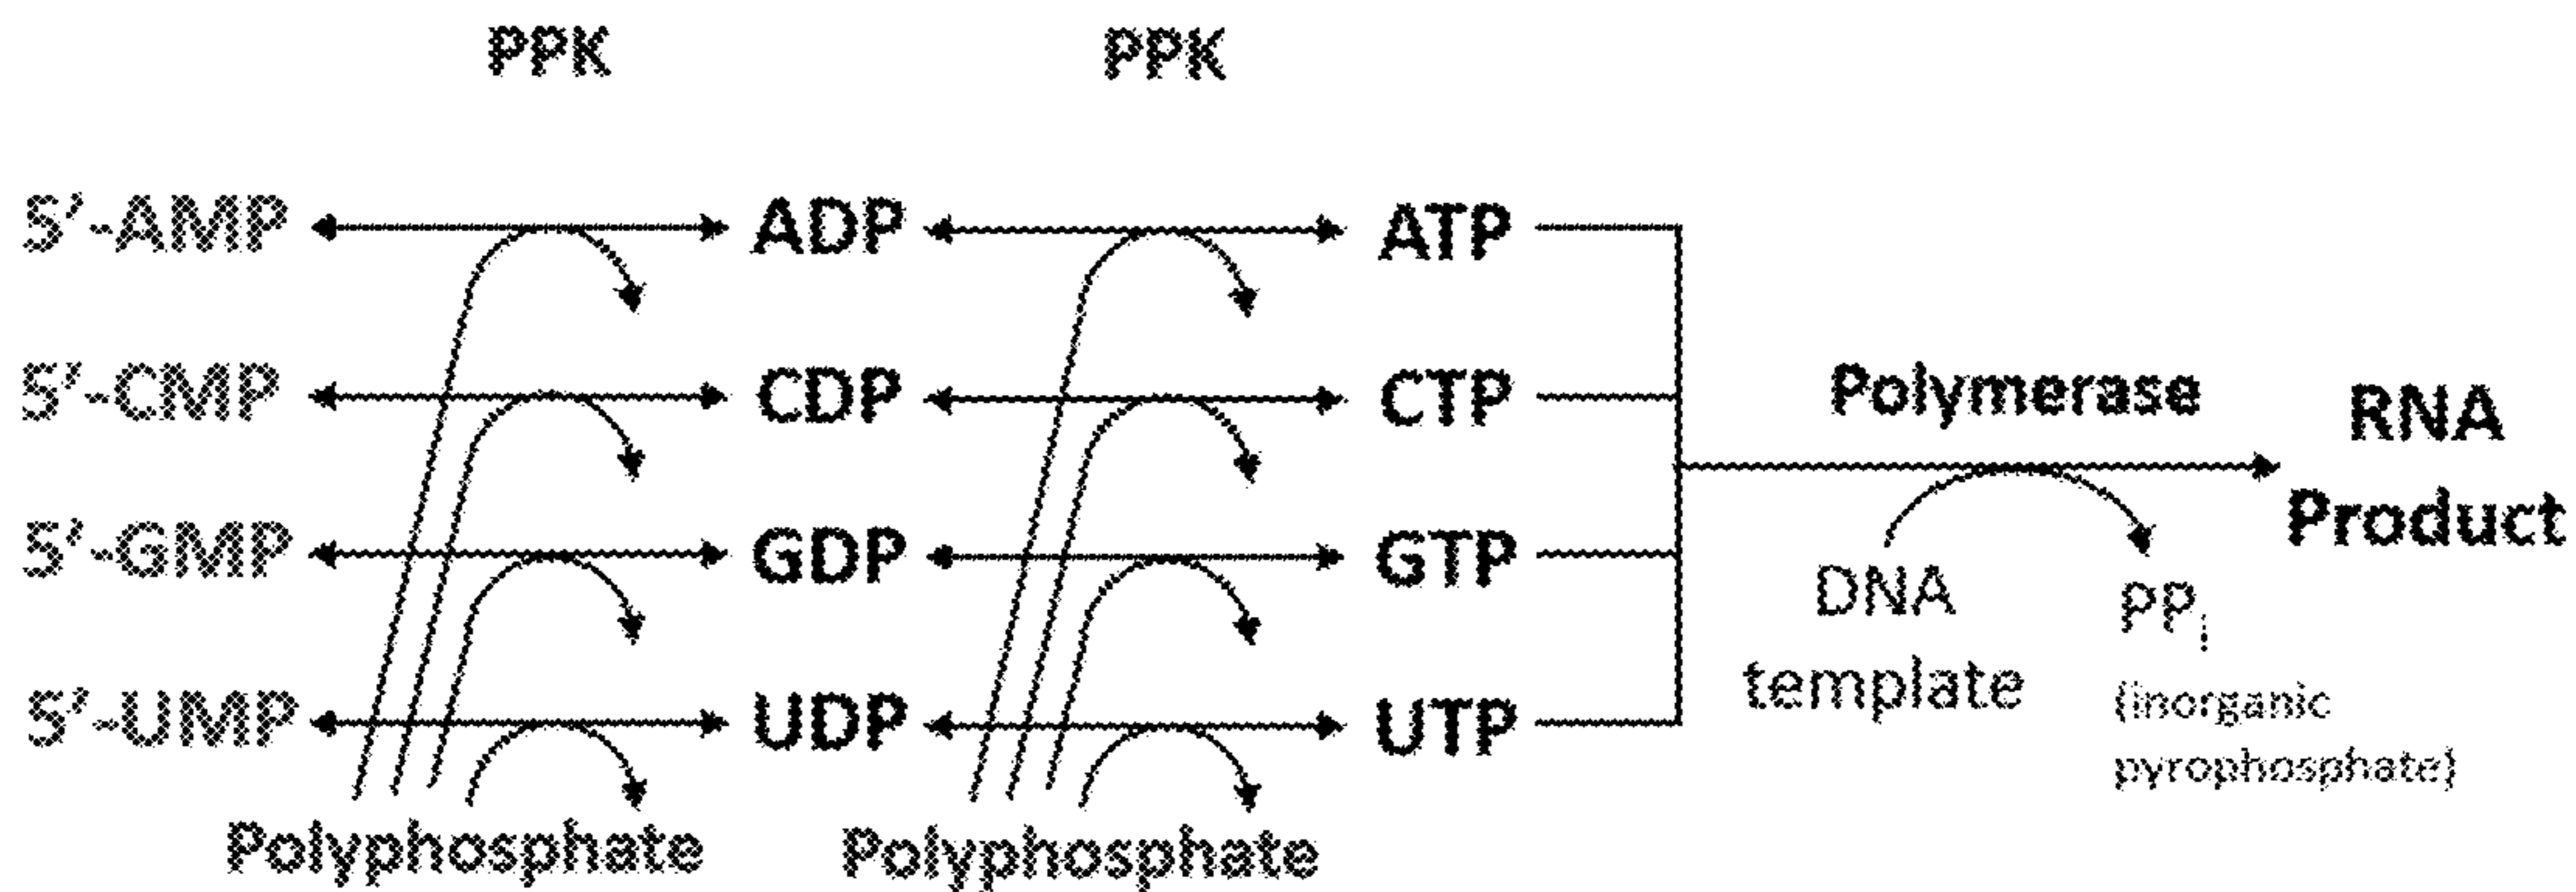 PPK PPK
5'-AMP ADP ATP
5'-CMP CDP CTP
Polymerase
RNA
Product
5'-GMP GDP GTP
DNA
template
PPi
(inorganic
pyrophosphate)
5'-UMP UDP UTP
Polyphosphate Polyphosphate